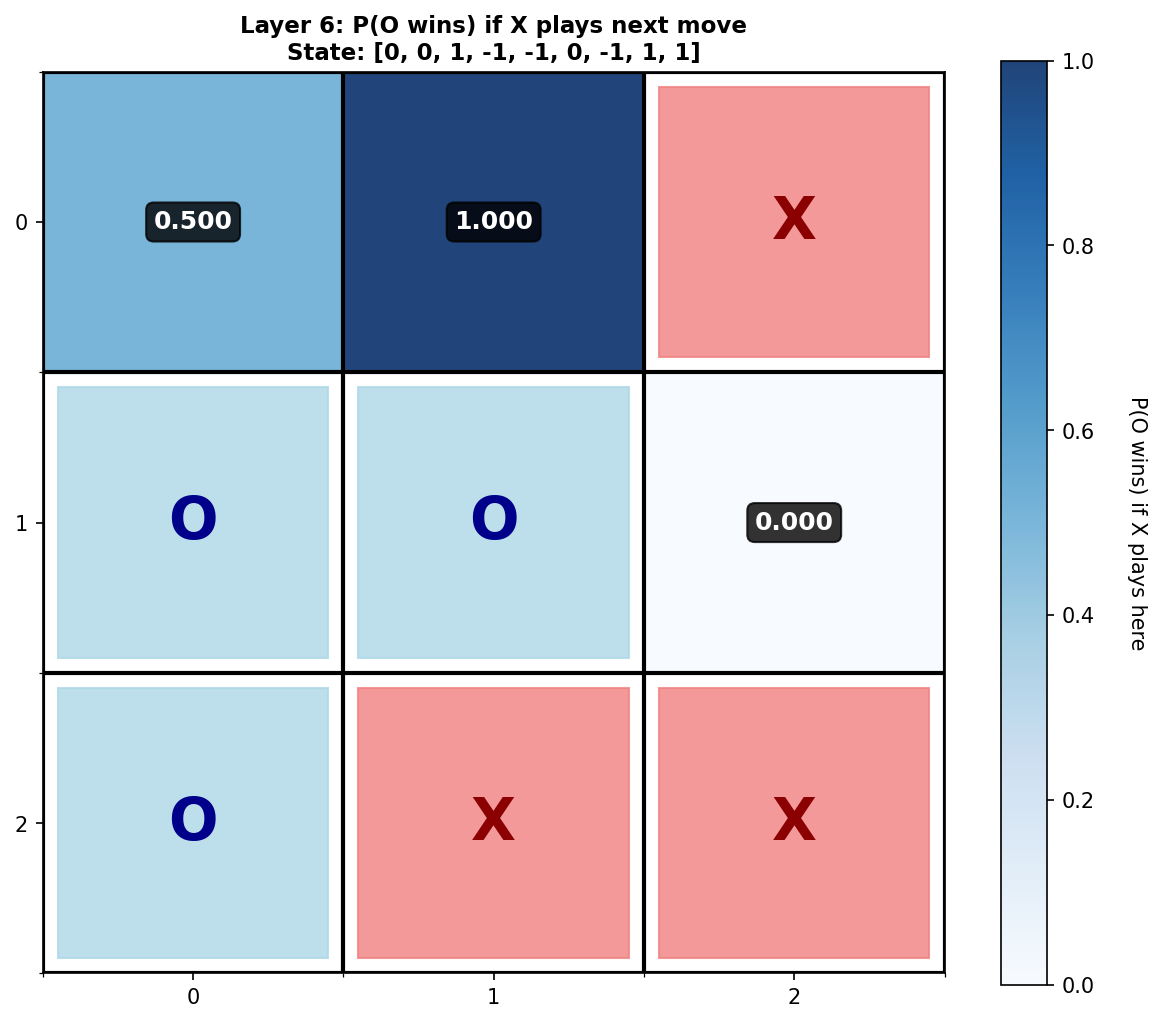 Layer 6: P(O wins) if X plays next move
State: [0, 0, 1, -1, -1, 0, -1, 1, 1]
0
0.500
1.000
X
1
O
O
0.000
2
O
X
X
0
1
2
1.0
0.8
0.6
0.4
0.2
0.0
P(O wins) if X plays here